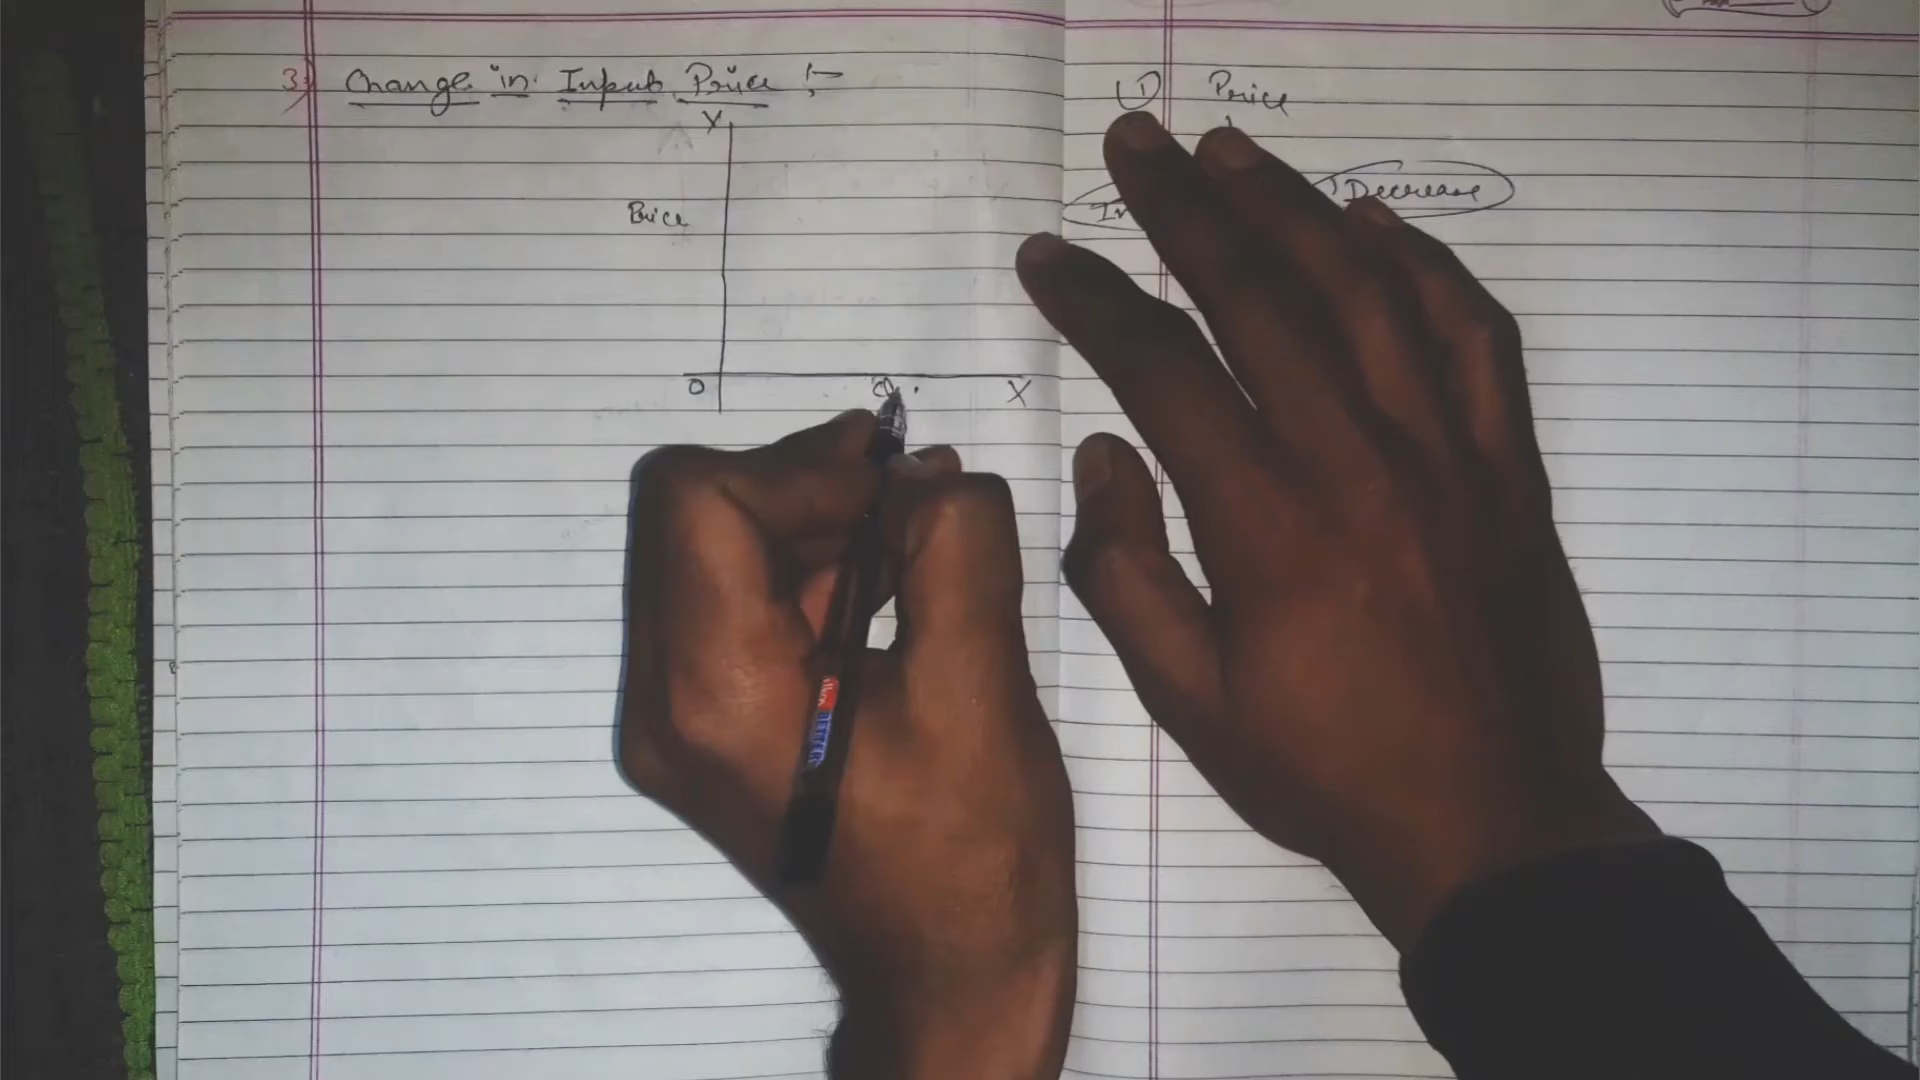 3) Change in Input Price :-
Y
Price
O
Q
X
① Price
Decrease